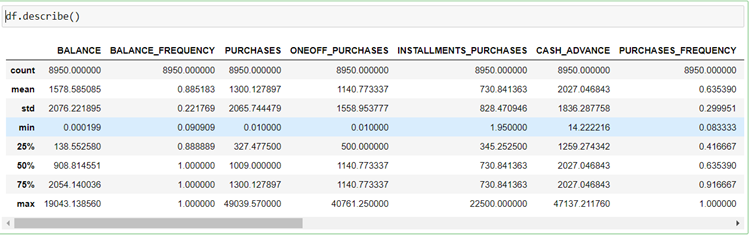 df.describe()
BALANCE BALANCE_FREQUENCY PURCHASES ONEOFF_PURCHASES INSTALLMENTS_PURCHASES CASH_ADVANCE PURCHASES_FREQUENCY
count 8950.000000 8950.000000 8950.000000 8950.000000 8950.000000 8950.000000 8950.000000
mean 1578.585085 0.885183 1300.127897 1140.773337 730.841363 2027.046843 0.635390
std 2076.221895 0.221769 2065.744479 1558.953777 828.470946 1836.287758 0.299951
min 0.000199 0.090909 0.010000 0.010000 1.950000 14.222216 0.083333
25% 138.552580 0.888889 327.477500 500.000000 345.252500 1259.274342 0.416667
50% 908.814551 1.000000 1009.000000 1140.773337 730.841363 2027.046843 0.635390
75% 2054.140036 1.000000 1300.127897 1140.773337 730.841363 2027.046843 0.916667
max 19043.138560 1.000000 49039.570000 40761.250000 22500.000000 47137.211760 1.000000